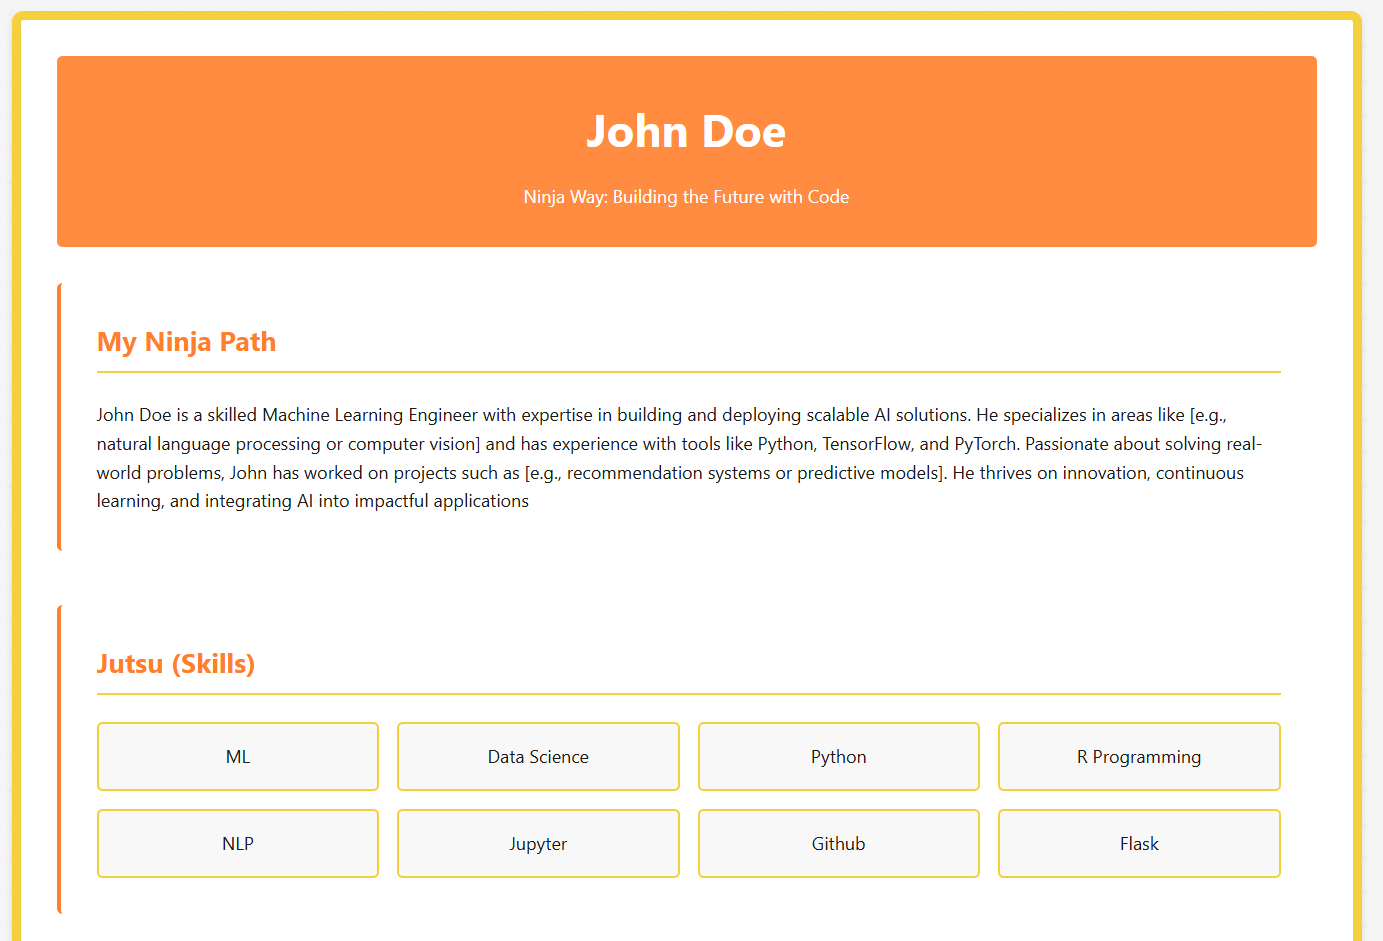 John Doe
Ninja Way: Building the Future with Code
My Ninja Path
John Doe is a skilled Machine Learning Engineer with expertise in building and deploying scalable AI solutions. He specializes in areas like [e.g.,
natural language processing or computer vision] and has experience with tools like Python, TensorFlow, and PyTorch. Passionate about solving real-
world problems, John has worked on projects such as [e.g., recommendation systems or predictive models]. He thrives on innovation, continuous
learning, and integrating AI into impactful applications
Jutsu (Skills)
ML
Data Science
Python
R Programming
NLP
Jupyter
Github
Flask